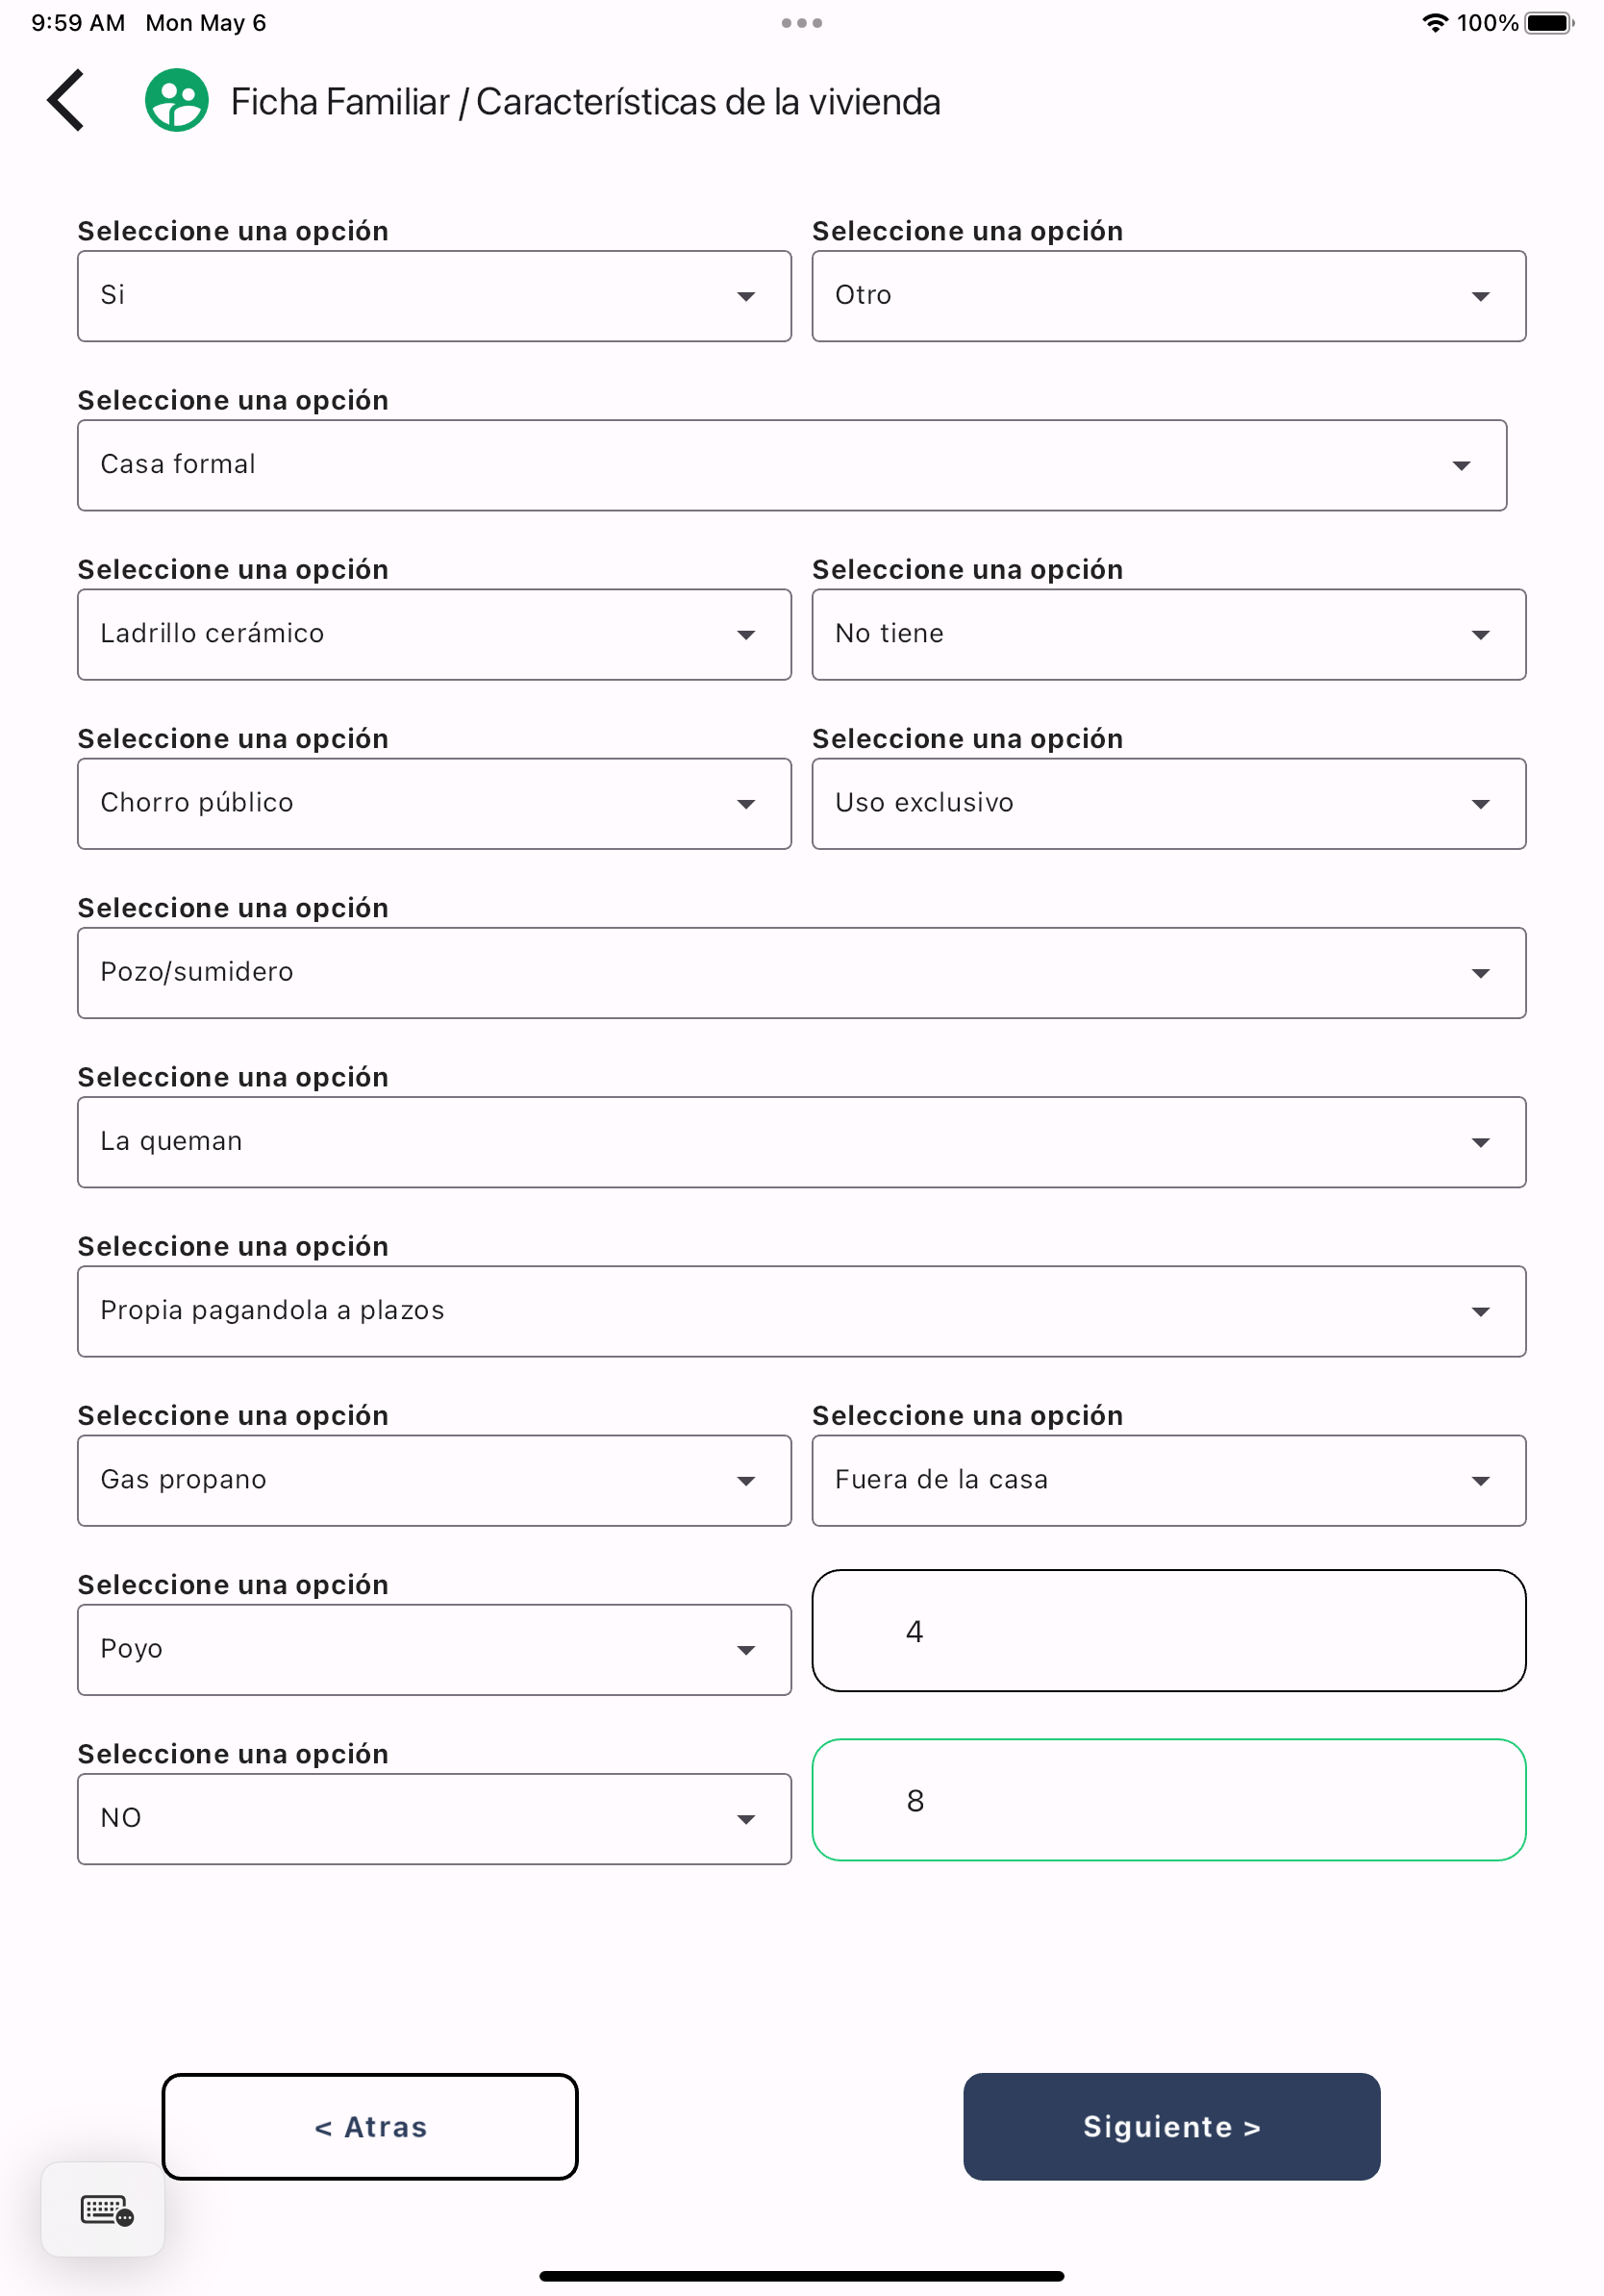 9:59 AM Mon May 6 100%
Ficha Familiar / Características de la vivienda
Seleccione una opción Seleccione una opción
Si Otro
Seleccione una opción
Casa formal
Seleccione una opción Seleccione una opción
Ladrillo cerámico No tiene
Seleccione una opción Seleccione una opción
Chorro público Uso exclusivo
Seleccione una opción
Pozo/sumidero
Seleccione una opción
La queman
Seleccione una opción
Propia pagandola a plazos
Seleccione una opción Seleccione una opción
Gas propano Fuera de la casa
Seleccione una opción
Poyo 4
Seleccione una opción
NO 8
< Atras Siguiente >